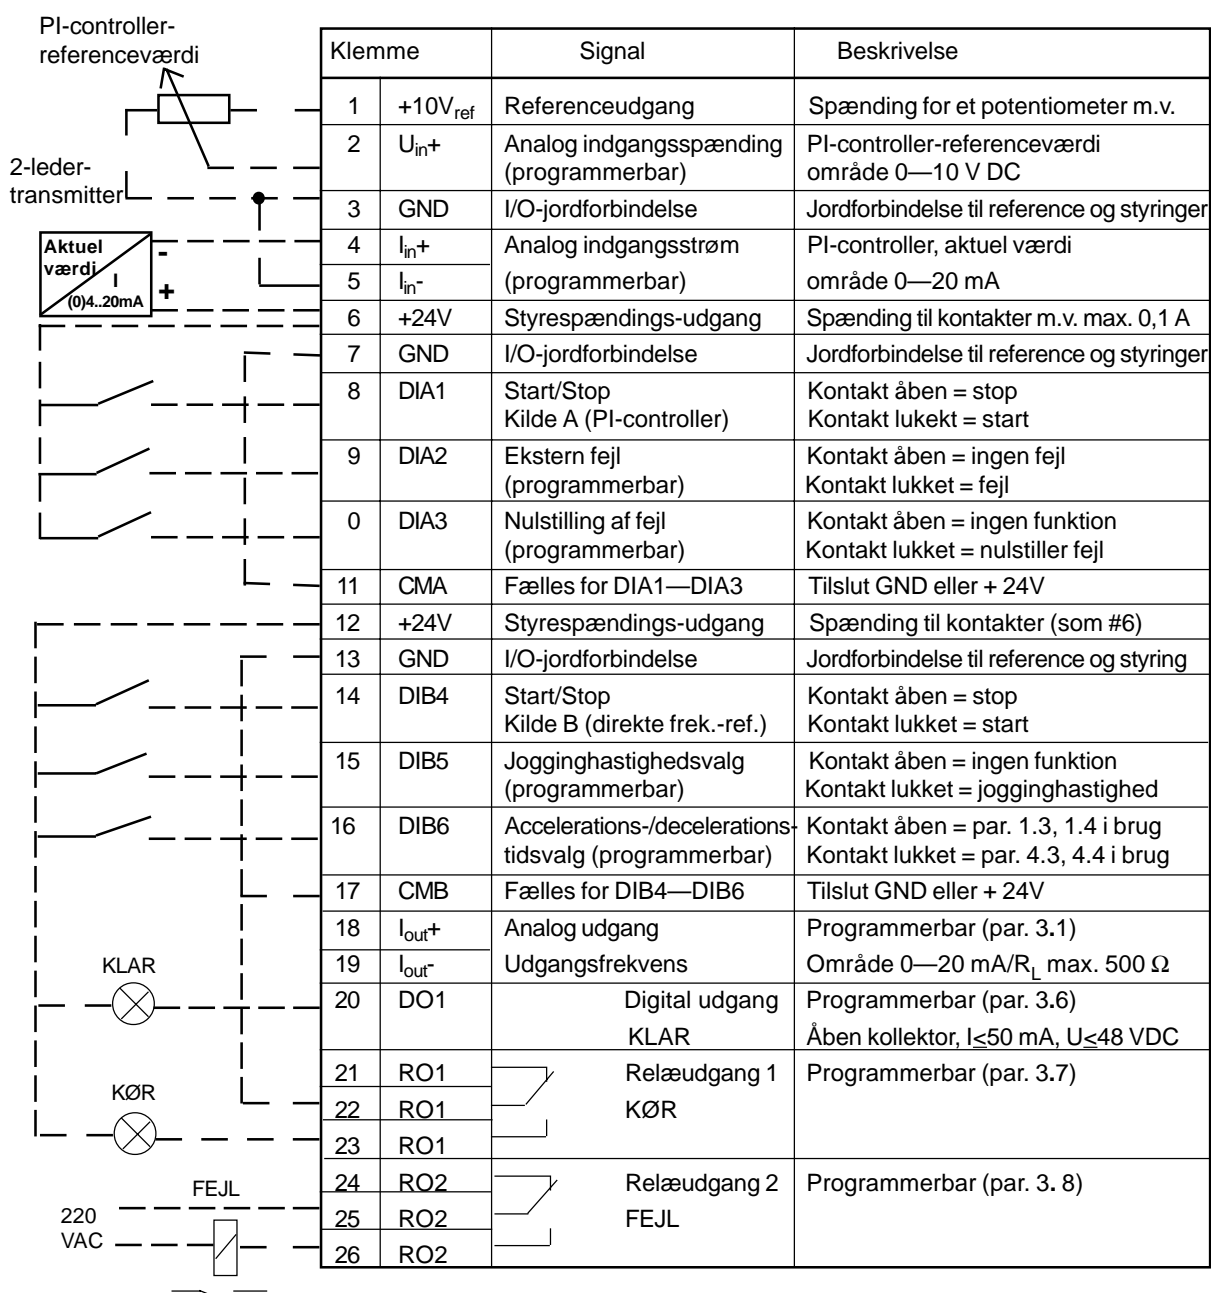 PI-controller-
referenceværdi
2-leder-
transmitter
Aktuel
værdi
-
I
+
(0)4..20mA
Klemme Signal Beskrivelse
1 +10Vref Referenceudgang Spænding for et potentiometer m.v.
2 Uin+ Analog indgangsspænding PI-controller-referenceværdi
(programmerbar) område 0—10 V DC
3 GND I/O-jordforbindelse Jordforbindelse til reference og styringer
4 Iin+ Analog indgangsstrøm PI-controller, aktuel værdi
5 Iin- (programmerbar) område 0—20 mA
6 +24V Styrespændings-udgang Spænding til kontakter m.v. max. 0,1 A
7 GND I/O-jordforbindelse Jordforbindelse til reference og styringer
8 DIA1 Start/Stop Kontakt åben = stop
Kilde A (PI-controller) Kontakt lukekt = start
9 DIA2 Ekstern fejl Kontakt åben = ingen fejl
(programmerbar) Kontakt lukket = fejl
0 DIA3 Nulstilling af fejl Kontakt åben = ingen funktion
(programmerbar) Kontakt lukket = nulstiller fejl
11 CMA Fælles for DIA1—DIA3 Tilslut GND eller + 24V
12 +24V Styrespændings-udgang Spænding til kontakter (som #6)
13 GND I/O-jordforbindelse Jordforbindelse til reference og styring
14 DIB4 Start/Stop Kontakt åben = stop
Kilde B (direkte frek.-ref.) Kontakt lukket = start
15 DIB5 Jogginghastighedsvalg Kontakt åben = ingen funktion
(programmerbar) Kontakt lukket = jogginghastighed
16 DIB6 Accelerations-/decelerations- Kontakt åben = par. 1.3, 1.4 i brug
tidsvalg (programmerbar) Kontakt lukket = par. 4.3, 4.4 i brug
17 CMB Fælles for DIB4—DIB6 Tilslut GND eller + 24V
18 Iout+ Analog udgang Programmerbar (par. 3.1)
19 Iout- Udgangsfrekvens Område 0—20 mA/RL max. 500 Ω
KLAR
20 DO1 Digital udgang Programmerbar (par. 3.6)
KLAR Åben kollektor, I≤50 mA, U≤48 VDC
21 RO1 Relæudgang 1 Programmerbar (par. 3.7)
KØR
22 RO1 KØR
23 RO1
24 RO2 Relæudgang 2 Programmerbar (par. 3. 8)
FEJL
25 RO2 FEJL
220
VAC
26 RO2